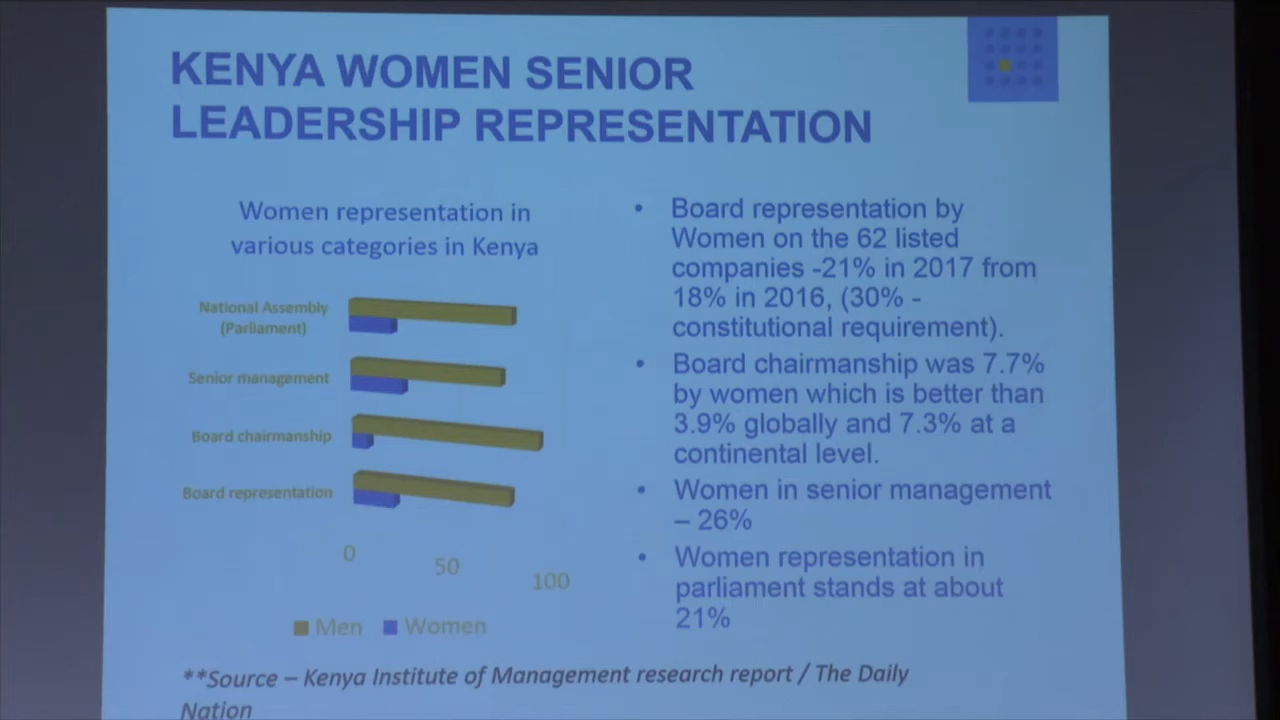 KENYA WOMEN SENIOR
LEADERSHIP REPRESENTATION
Women representation in
various categories in Kenya
National Assembly
(Parliament)
Senior management
Board chairmanship
Board representation
0
50
100
Men
Women
• Board representation by
Women on the 62 listed
companies -21% in 2017 from
18% in 2016, (30% -
constitutional requirement).
• Board chairmanship was 7.7%
by women which is better than
3.9% globally and 7.3% at a
continental level.
• Women in senior management
– 26%
• Women representation in
parliament stands at about
21%
**Source – Kenya Institute of Management research report / The Daily
Nation